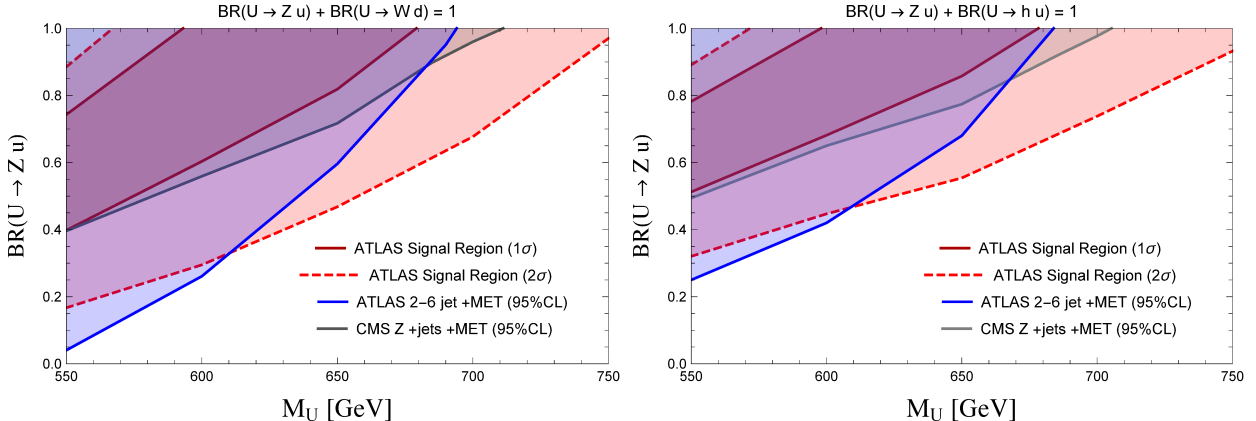 BR(U → Z u) + BR(U → W d) = 1
1.0
0.8
0.6
0.4
0.2
0.0
BR(U → Z u)
ATLAS Signal Region (1σ)
ATLAS Signal Region (2σ)
ATLAS 2−6 jet +MET (95%CL)
CMS Z +jets +MET (95%CL)
550 600 650 700 750
M_U [GeV]
BR(U → Z u) + BR(U → h u) = 1
1.0
0.8
0.6
0.4
0.2
0.0
BR(U → Z u)
ATLAS Signal Region (1σ)
ATLAS Signal Region (2σ)
ATLAS 2−6 jet +MET (95%CL)
CMS Z +jets +MET (95%CL)
550 600 650 700 750
M_U [GeV]